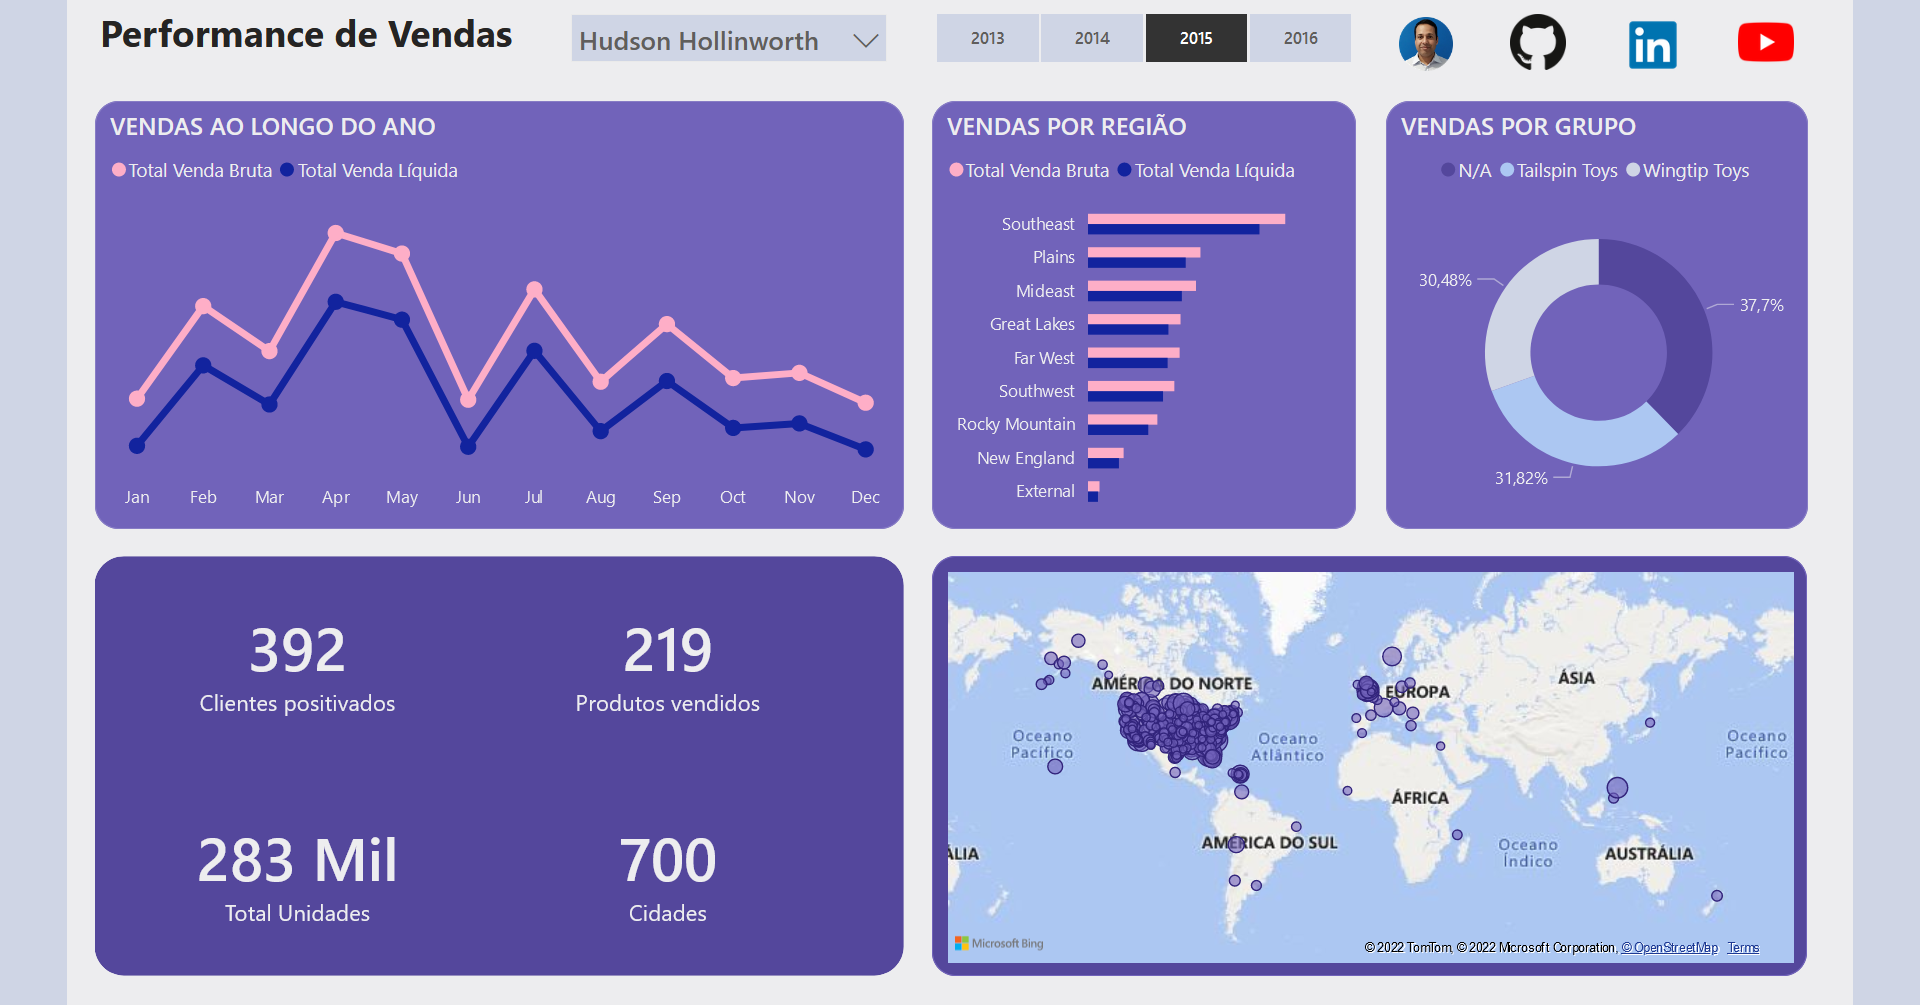 Performance de Vendas
Hudson Hollinworth
2013 2014 2015 2016
in
VENDAS AO LONGO DO ANO
Total Venda Bruta Total Venda Líquida
Jan Feb Mar Apr May Jun Jul Aug Sep Oct Nov Dec
VENDAS POR REGIÃO
Total Venda Bruta Total Venda Líquida
Southeast
Plains
Mideast
Great Lakes
Far West
Southwest
Rocky Mountain
New England
External
VENDAS POR GRUPO
N/A Tailspin Toys Wingtip Toys
30,48%
37,7%
31,82%
392
Clientes positivados
219
Produtos vendidos
283 Mil
Total Unidades
700
Cidades
AMÉRICA DO NORTE
EUROPA
ÁSIA
Oceano
Pacífico
Oceano
Atlântico
Oceano
Pacífico
ÁFRICA
AMÉRICA DO SUL
Oceano
Índico
ÁLIA
AUSTRÁLIA
Microsoft Bing
© 2022 TomTom, © 2022 Microsoft Corporation, © OpenStreetMap Terms